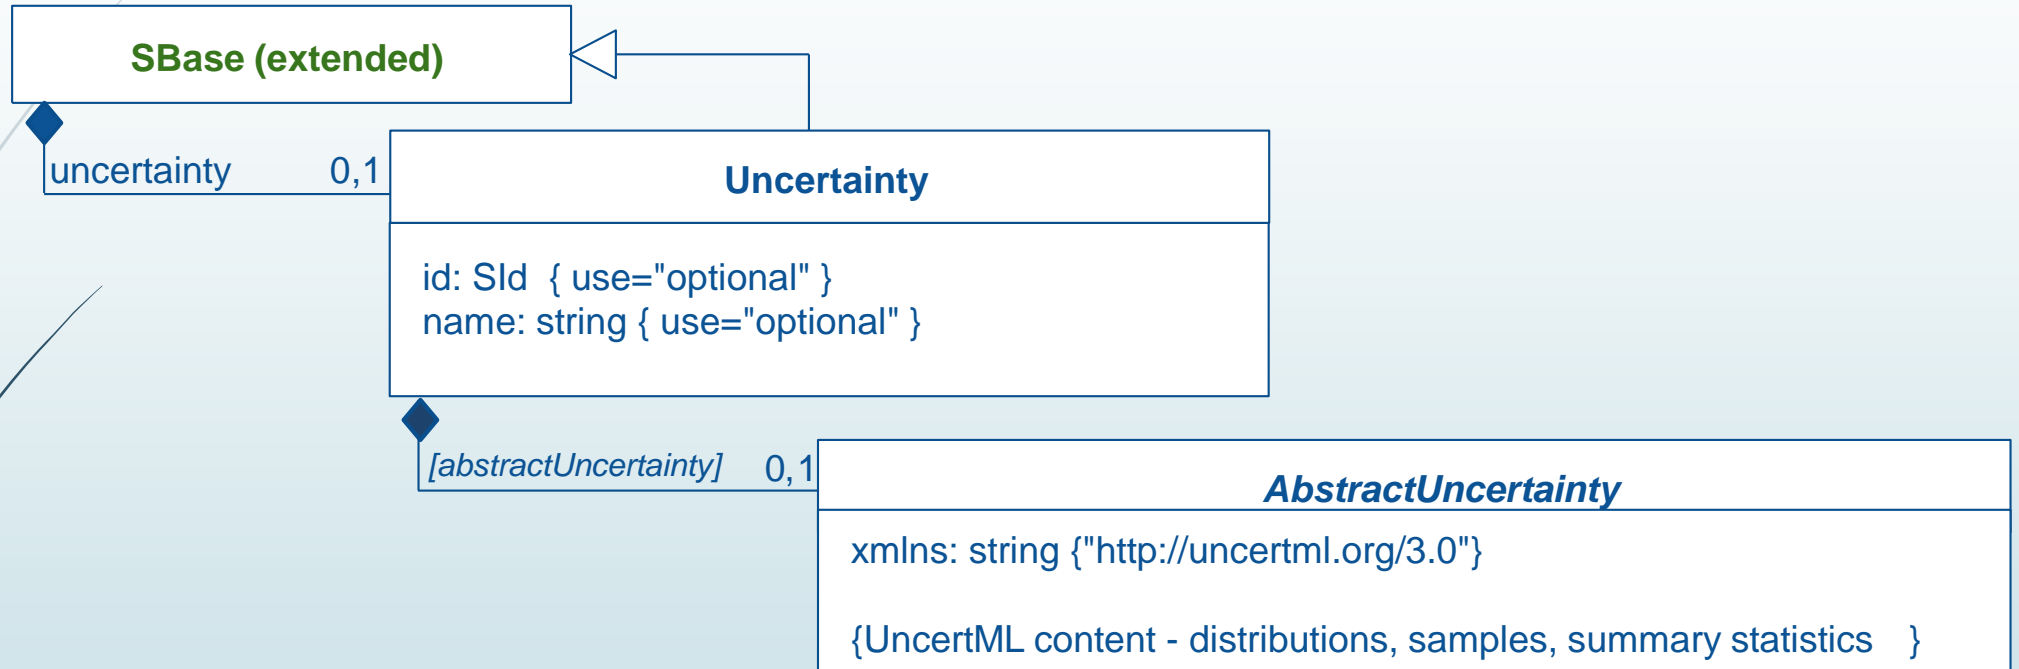 SBase (extended)
uncertainty 0,1
Uncertainty
id: SId { use="optional" }
name: string { use="optional" }
[abstractUncertainty] 0,1
AbstractUncertainty
xmlns: string {"http://uncertml.org/3.0"}
{UncertML content - distributions, samples, summary statistics }